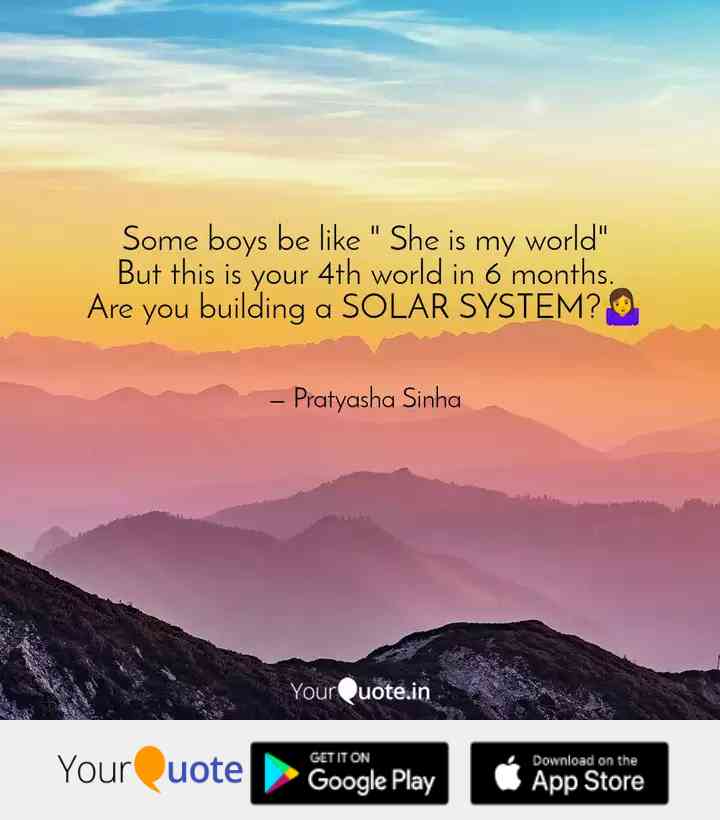 Some boys be like " She is my world"
But this is your 4th world in 6 months.
Are you building a SOLAR SYSTEM?🤷‍♀️
– Pratyasha Sinha
YourQuote.in
YourQuote
GET IT ON
Google Play
Download on the
App Store